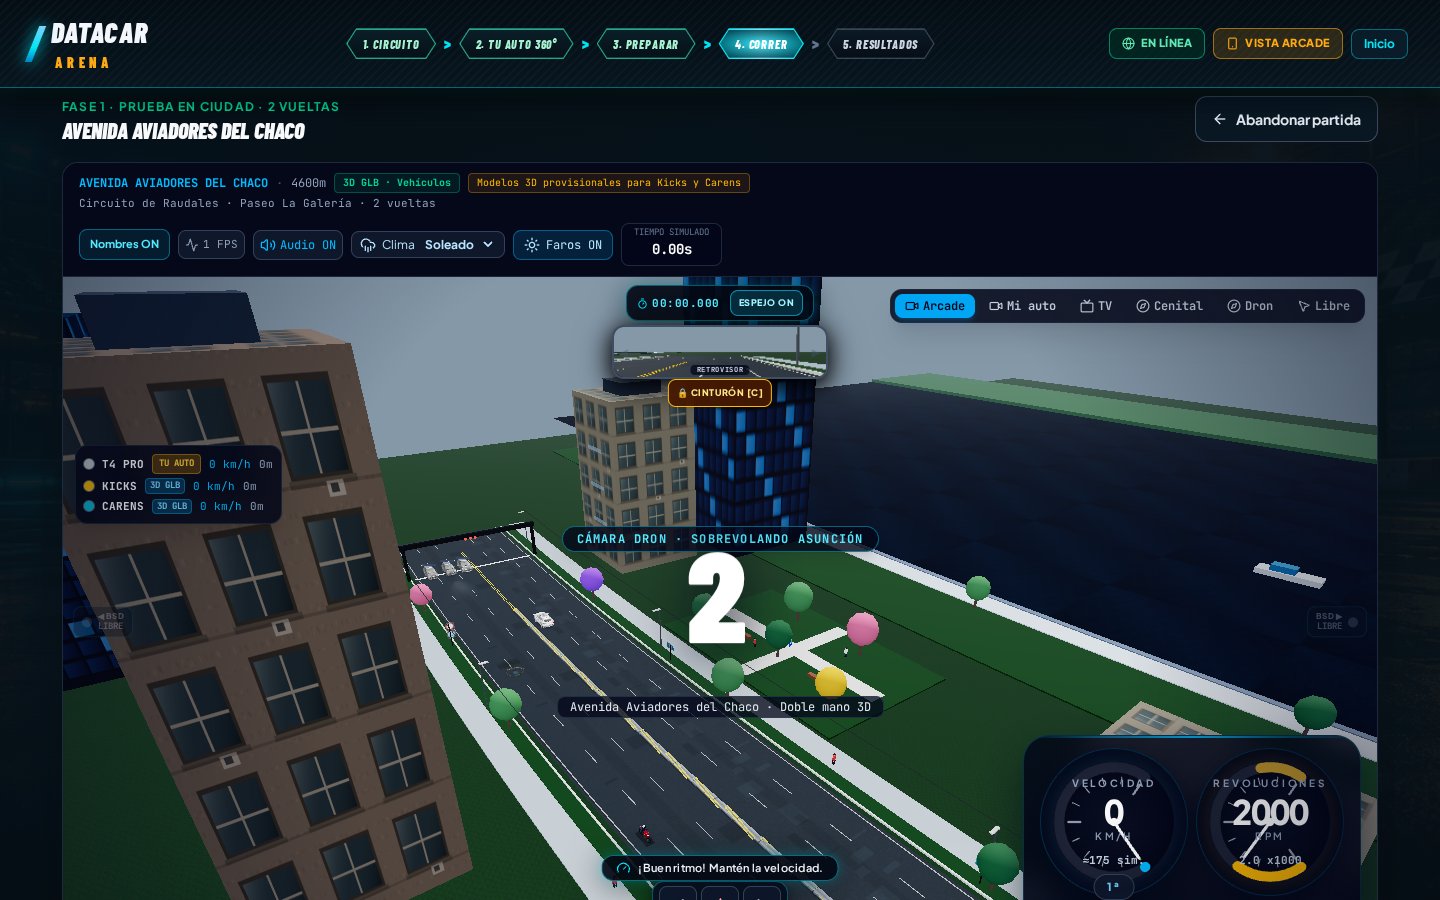 DATACAR
ARENA
1. CIRCUITO
2. TU AUTO 360°
3. PREPARAR
4. CORRER
5. RESULTADOS
EN LÍNEA
VISTA ARCADE
Inicio
FASE 1 · PRUEBA EN CIUDAD · 2 VUELTAS
AVENIDA AVIADORES DEL CHACO
Abandonar partida
AVENIDA AVIADORES DEL CHACO · 4600m
3D GLB · Vehículos
Modelos 3D provisionales para Kicks y Carens
Circuito de Raudales · Paseo La Galería · 2 vueltas
Nombres ON
1 FPS
Audio ON
Clima Soleado
Faros ON
TIEMPO SIMULADO
0.00s
00:00.000
ESPEJO ON
Arcade
Mi auto
TV
Cenital
Dron
Libre
RETROVISOR
CINTURÓN [C]
T4 PRO TU AUTO 0 km/h 0m
KICKS 3D GLB 0 km/h 0m
CARENS 3D GLB 0 km/h 0m
CÁMARA DRON · SOBREVOLANDO ASUNCIÓN
2
◀ BSD
LIBRE
BSD ▶
LIBRE
Avenida Aviadores del Chaco · Doble mano 3D
VELOCIDAD
0
KM/H
≈175 sim.
1ª
REVOLUCIONES
2000
RPM
2.0 x1000
¡Buen ritmo! Mantén la velocidad.